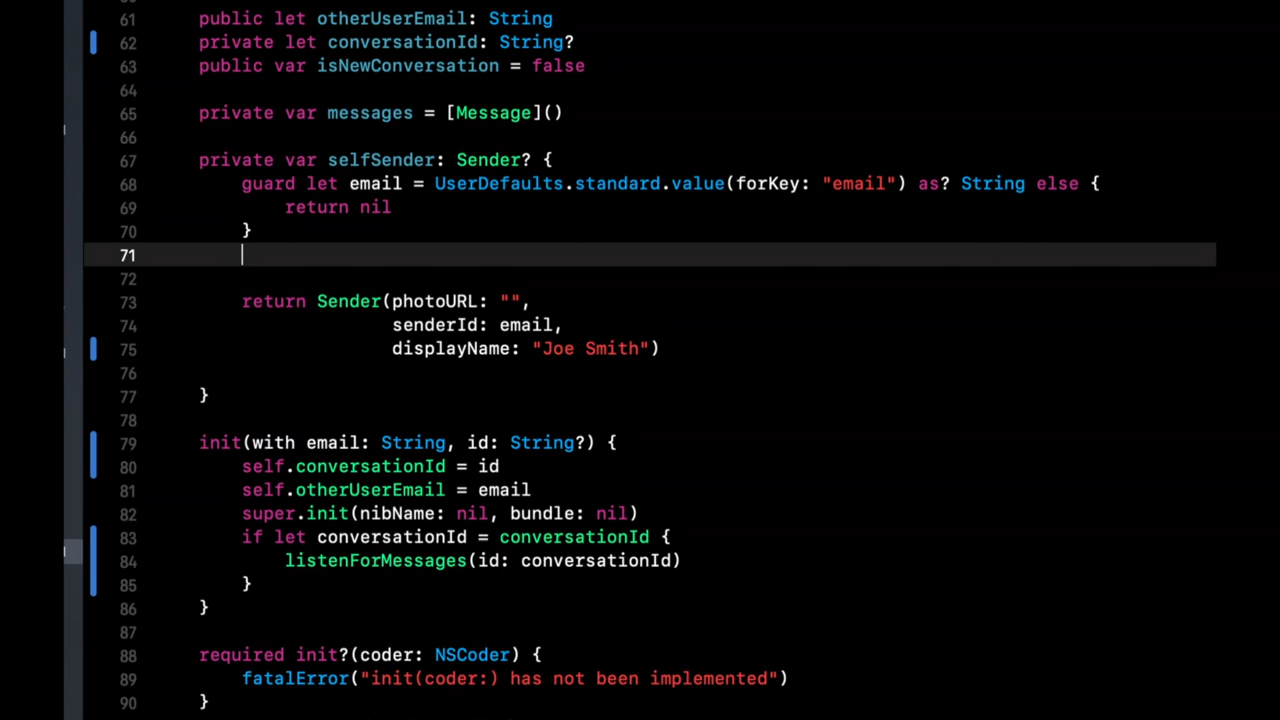 61 public let otherUserEmail: String
62 private let conversationId: String?
63 public var isNewConversation = false
64
65 private var messages = [Message]()
66
67 private var selfSender: Sender? {
68 guard let email = UserDefaults.standard.value(forKey: "email") as? String else {
69 return nil
70 }
71
72
73 return Sender(photoURL: "",
74 senderId: email,
75 displayName: "Joe Smith")
76
77 }
78
79 init(with email: String, id: String?) {
80 self.conversationId = id
81 self.otherUserEmail = email
82 super.init(nibName: nil, bundle: nil)
83 if let conversationId = conversationId {
84 listenForMessages(id: conversationId)
85 }
86 }
87
88 required init?(coder: NSCoder) {
89 fatalError("init(coder:) has not been implemented")
90 }